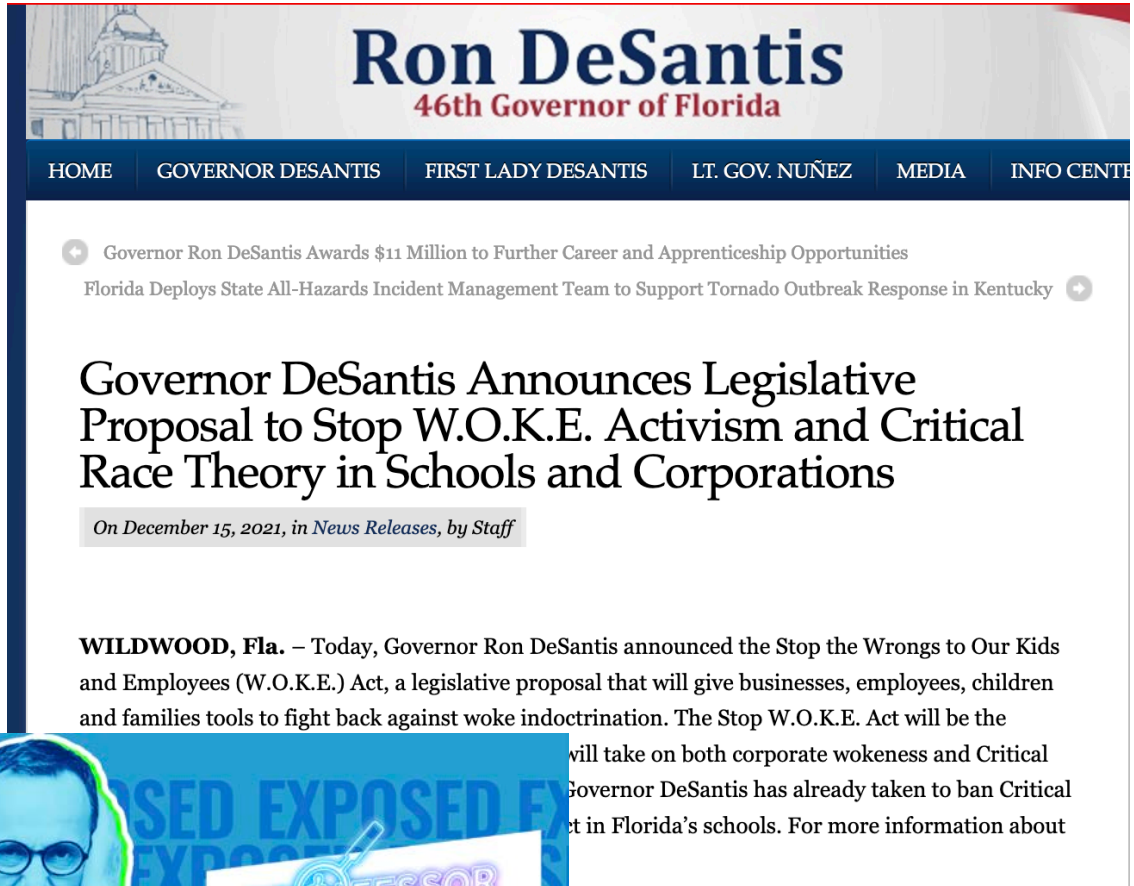 Ron DeSantis
46th Governor of Florida
HOME GOVERNOR DESANTIS FIRST LADY DESANTIS LT. GOV. NUÑEZ MEDIA INFO CENTE
Governor Ron DeSantis Awards $11 Million to Further Career and Apprenticeship Opportunities
Florida Deploys State All-Hazards Incident Management Team to Support Tornado Outbreak Response in Kentucky
Governor DeSantis Announces Legislative
Proposal to Stop W.O.K.E. Activism and Critical
Race Theory in Schools and Corporations
On December 15, 2021, in News Releases, by Staff
WILDWOOD, Fla. – Today, Governor Ron DeSantis announced the Stop the Wrongs to Our Kids
and Employees (W.O.K.E.) Act, a legislative proposal that will give businesses, employees, children
and families tools to fight back against woke indoctrination. The Stop W.O.K.E. Act will be the
will take on both corporate wokeness and Critical
Governor DeSantis has already taken to ban Critical
ct in Florida's schools. For more information about
OSED EXPOSED EX